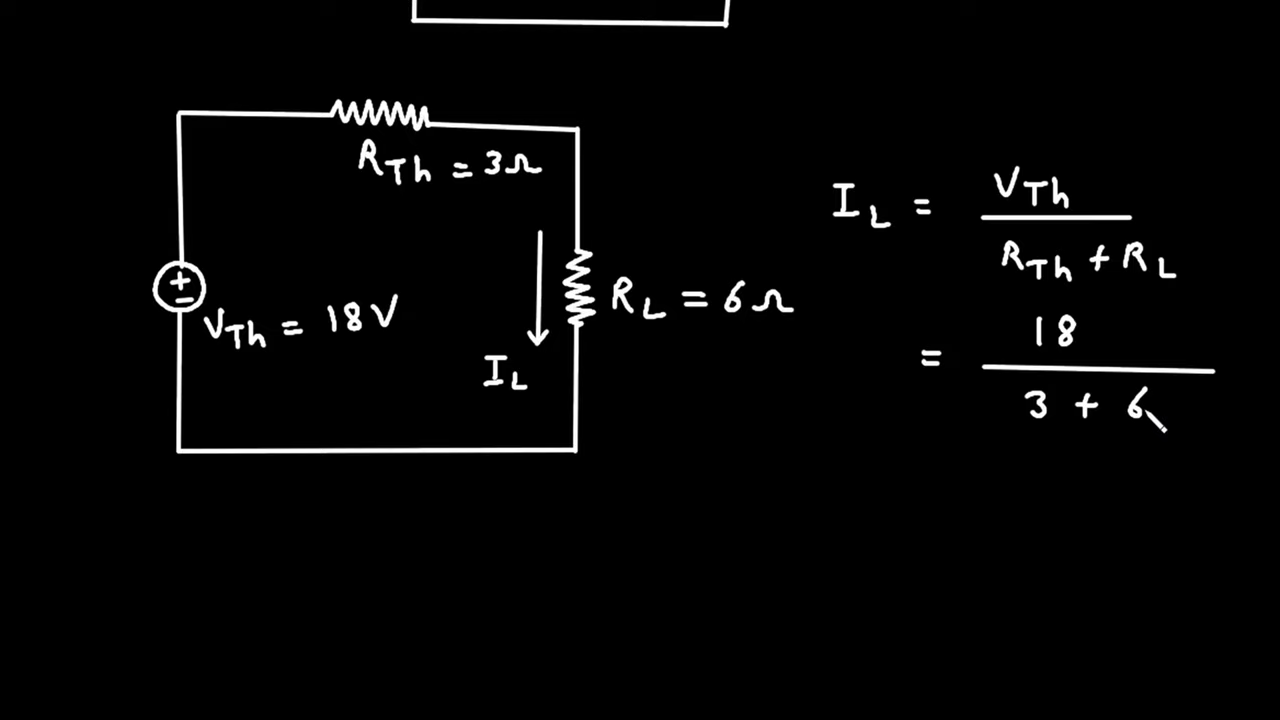 R_Th = 3Ω
V_Th = 18V
+
−
I_L
R_L = 6Ω
I_L = V_Th / (R_Th + R_L)
= 18 / (3 + 6